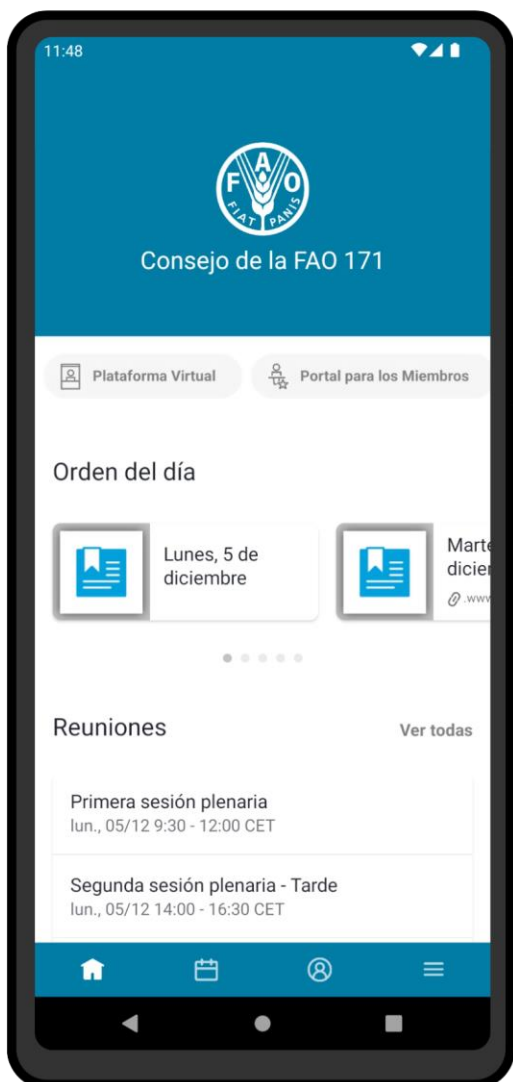 11:48
FAO
FIAT PANIS
Consejo de la FAO 171
Plataforma Virtual
Portal para los Miembros
Orden del día
Lunes, 5 de
diciembre
Marte
dicien
.www
Reuniones
Ver todas
Primera sesión plenaria
lun., 05/12 9:30 - 12:00 CET
Segunda sesión plenaria - Tarde
lun., 05/12 14:00 - 16:30 CET